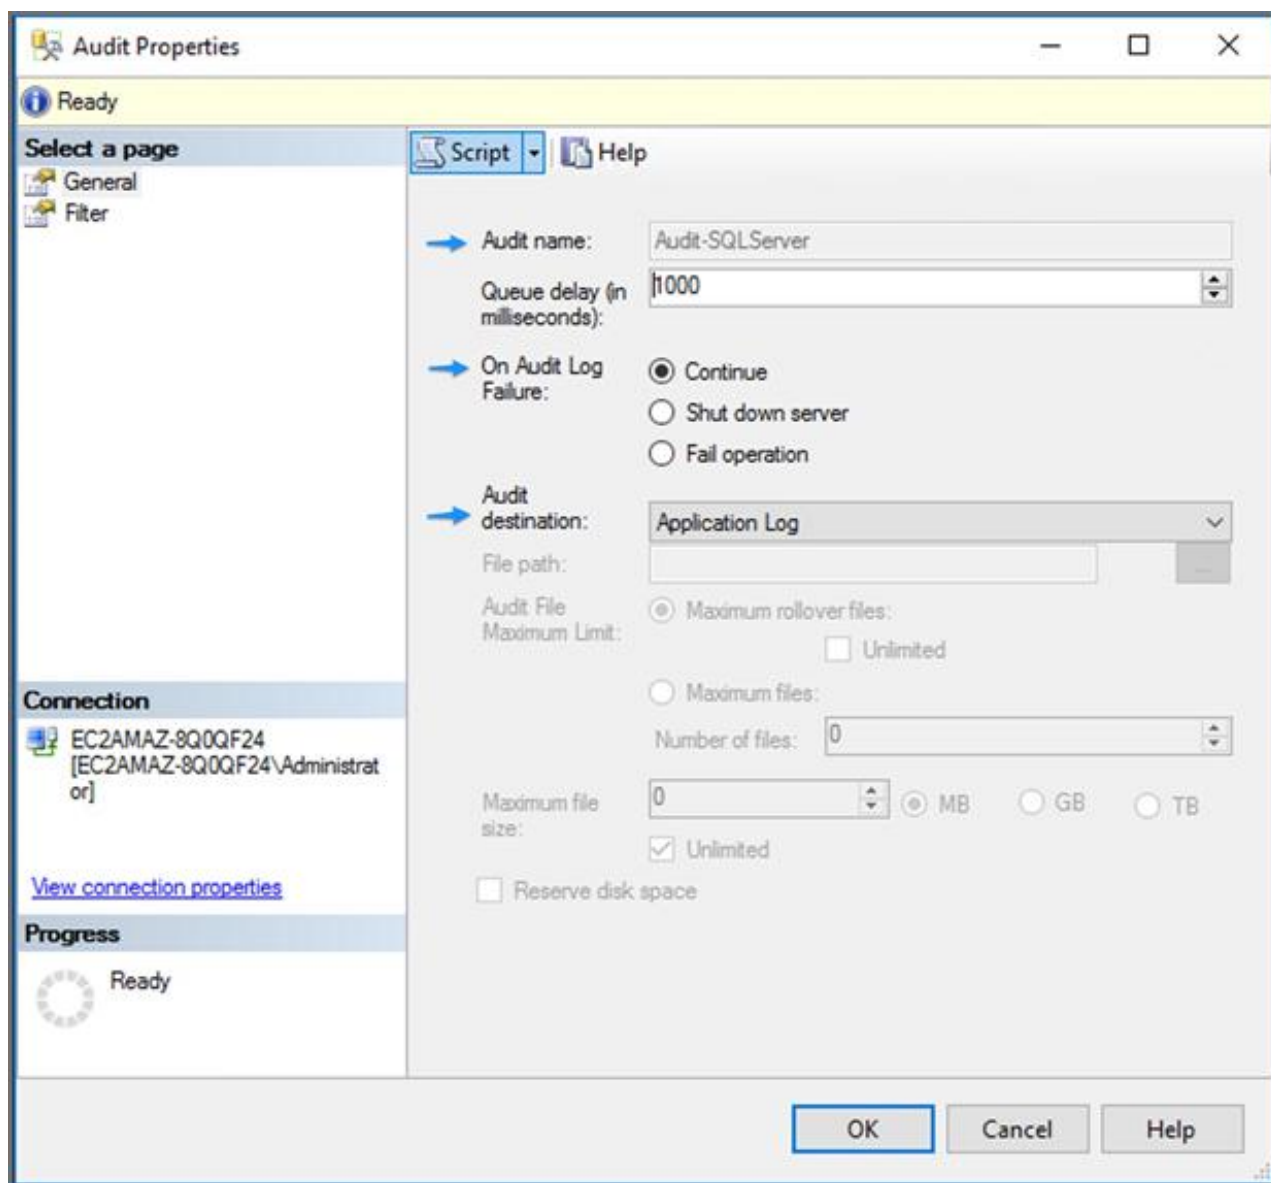 Audit Properties
Ready
Select a page
General
Filter
Script
Help
Audit name:
Audit-SQLServer
Queue delay (in
milliseconds):
1000
On Audit Log
Failure:
Continue
Shut down server
Fail operation
Audit
destination:
Application Log
File path:
...
Audit File
Maximum Limit:
Maximum rollover files:
Unlimited
Maximum files:
Number of files:
0
Maximum file
size:
0
MB
GB
TB
Unlimited
Reserve disk space
Connection
EC2AMAZ-8Q0QF24
[EC2AMAZ-8Q0QF24\Administrat
or]
View connection properties
Progress
Ready
OK
Cancel
Help